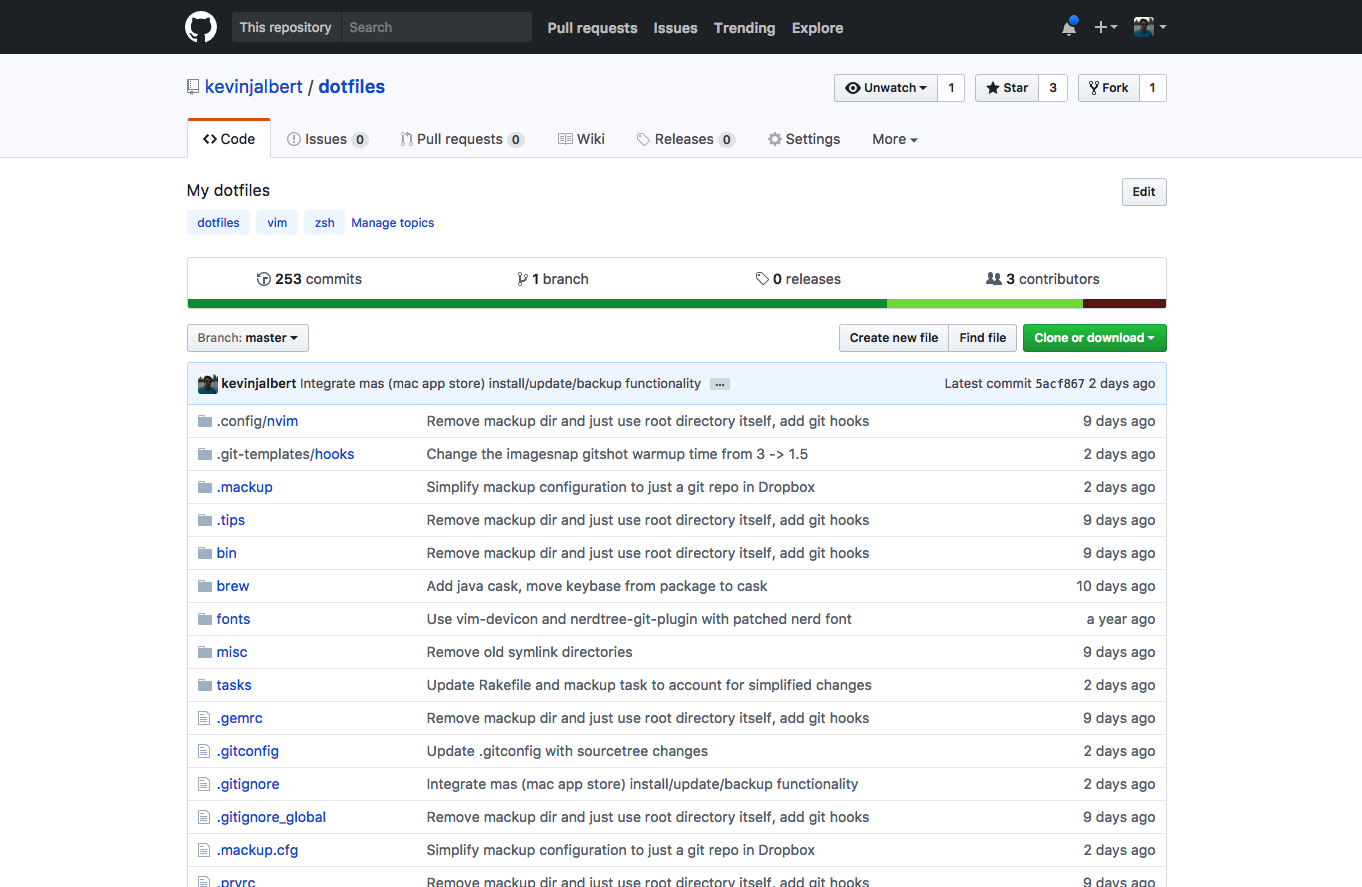 This repository Search Pull requests Issues Trending Explore
kevinjalbert / dotfiles Unwatch 1 Star 3 Fork 1
Code Issues 0 Pull requests 0 Wiki Releases 0 Settings More
My dotfiles Edit
dotfiles vim zsh Manage topics
253 commits 1 branch 0 releases 3 contributors
Branch: master Create new file Find file Clone or download
kevinjalbert Integrate mas (mac app store) install/update/backup functionality … Latest commit 5acf867 2 days ago
.config/nvim Remove mackup dir and just use root directory itself, add git hooks 9 days ago
.git-templates/hooks Change the imagesnap gitshot warmup time from 3 -> 1.5 2 days ago
.mackup Simplify mackup configuration to just a git repo in Dropbox 2 days ago
.tips Remove mackup dir and just use root directory itself, add git hooks 9 days ago
bin Remove mackup dir and just use root directory itself, add git hooks 9 days ago
brew Add java cask, move keybase from package to cask 10 days ago
fonts Use vim-devicon and nerdtree-git-plugin with patched nerd font a year ago
misc Remove old symlink directories 9 days ago
tasks Update Rakefile and mackup task to account for simplified changes 2 days ago
.gemrc Remove mackup dir and just use root directory itself, add git hooks 9 days ago
.gitconfig Update .gitconfig with sourcetree changes 2 days ago
.gitignore Integrate mas (mac app store) install/update/backup functionality 2 days ago
.gitignore_global Remove mackup dir and just use root directory itself, add git hooks 9 days ago
.mackup.cfg Simplify mackup configuration to just a git repo in Dropbox 2 days ago
.pryrc Remove mackup dir and just use root directory itself, add git hooks 9 days ago